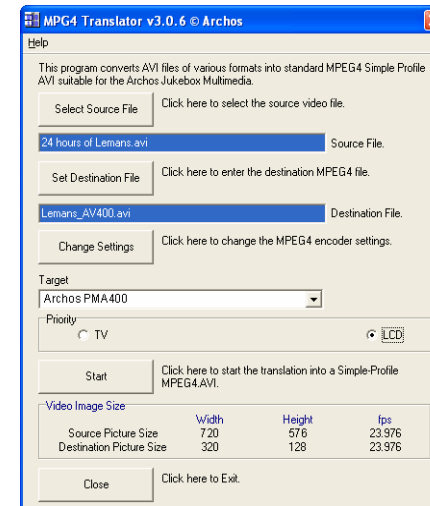 MPG4 Translator v3.0.6 © Archos
Help
This program converts AVI files of various formats into standard MPEG4 Simple Profile
AVI suitable for the Archos Jukebox Multimedia.
Select Source File Click here to select the source video file.
24 hours of Lemans.avi Source File.
Set Destination File Click here to enter the destination MPEG4 file.
Lemans_AV400.avi Destination File.
Change Settings Click here to change the MPEG4 encoder settings.
Target
Archos PMA400
Priority
TV LCD
Start Click here to start the translation into a Simple-Profile
MPEG4.AVI.
Video Image Size
Width Height fps
Source Picture Size 720 576 23.976
Destination Picture Size 320 128 23.976
Close Click here to Exit.